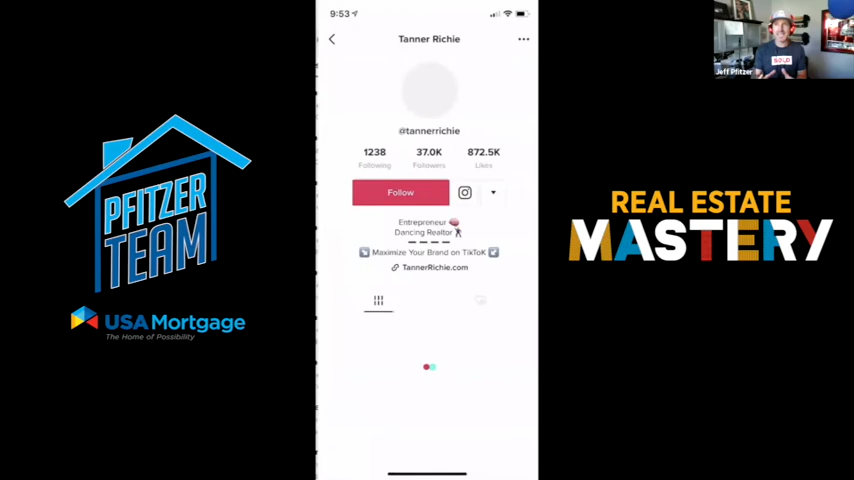 9:53
Tanner Richie
@tannerrichie
1238 37.0K 872.5K
Following Followers Likes
Follow
Entrepreneur
Dancing Realtor
Maximize Your Brand on TikToK
TannerRichie.com
PFITZER
TEAM
USA Mortgage
The Home of Possibility
REAL ESTATE
MASTERY
SOLD
Jeff Pfitzer